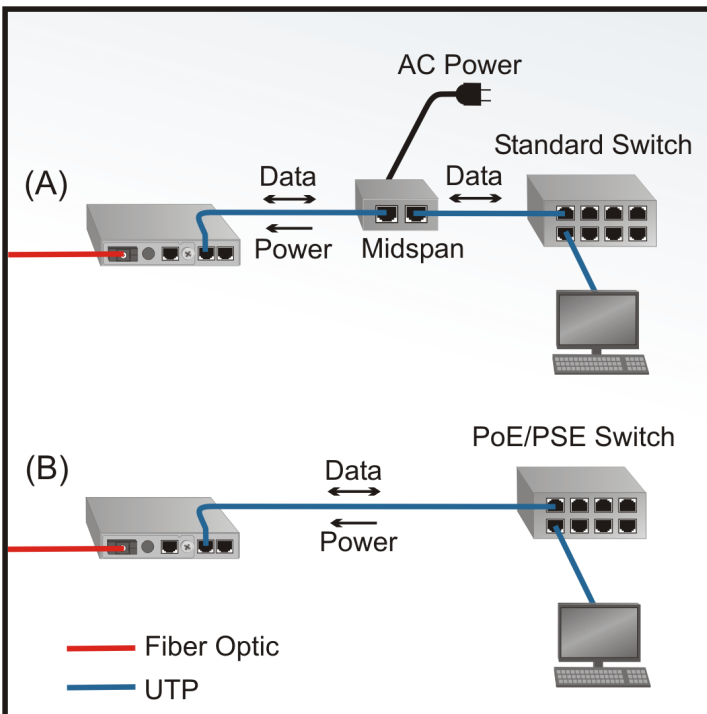 AC Power
Standard Switch
(A)
Data
Data
Power
Midspan
PoE/PSE Switch
(B)
Data
Power
Fiber Optic
UTP